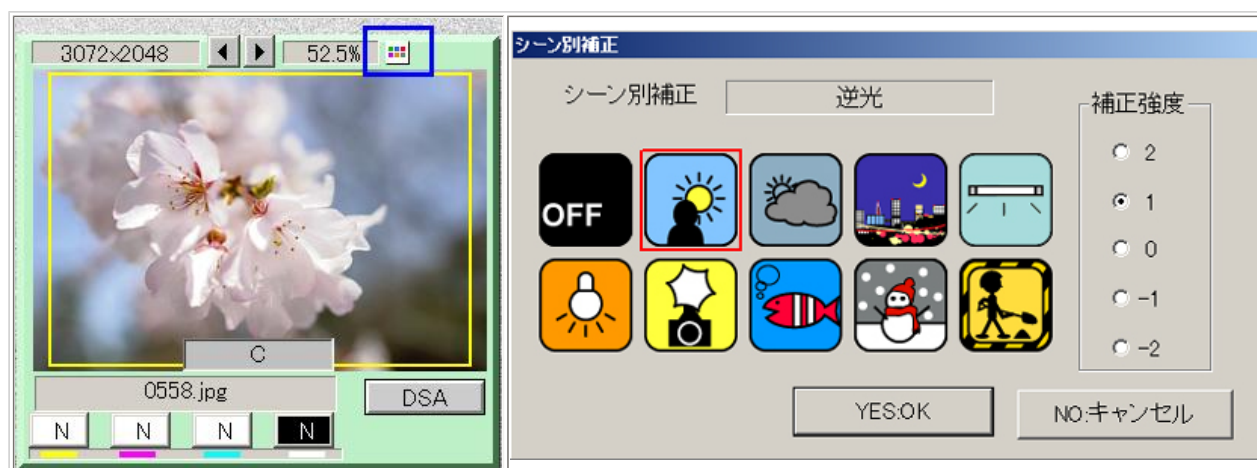 3072x2048
52.5%
C
0558.jpg
DSA
N
N
N
N
シーン別補正
シーン別補正
逆光
補正強度
OFF
2
1
0
-1
-2
YES:OK
NO:キャンセル